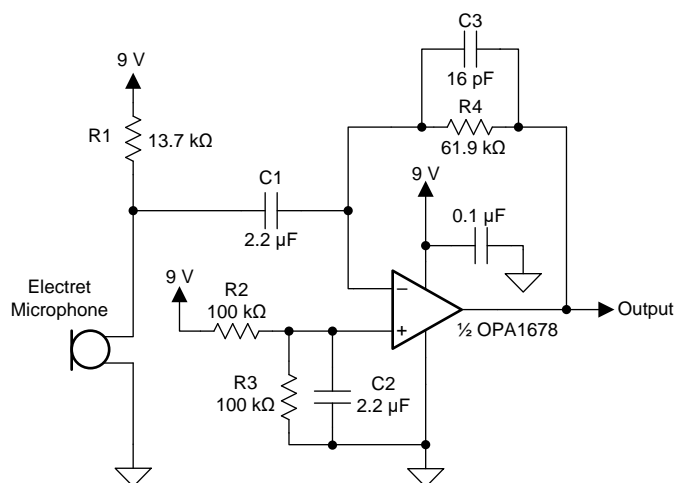 C3
16 pF
R4
61.9 kΩ
9 V
R1
13.7 kΩ
C1
2.2 µF
9 V
0.1 µF
Electret
Microphone
9 V
R2
100 kΩ
−
+
Output
½ OPA1678
R3
100 kΩ
C2
2.2 µF